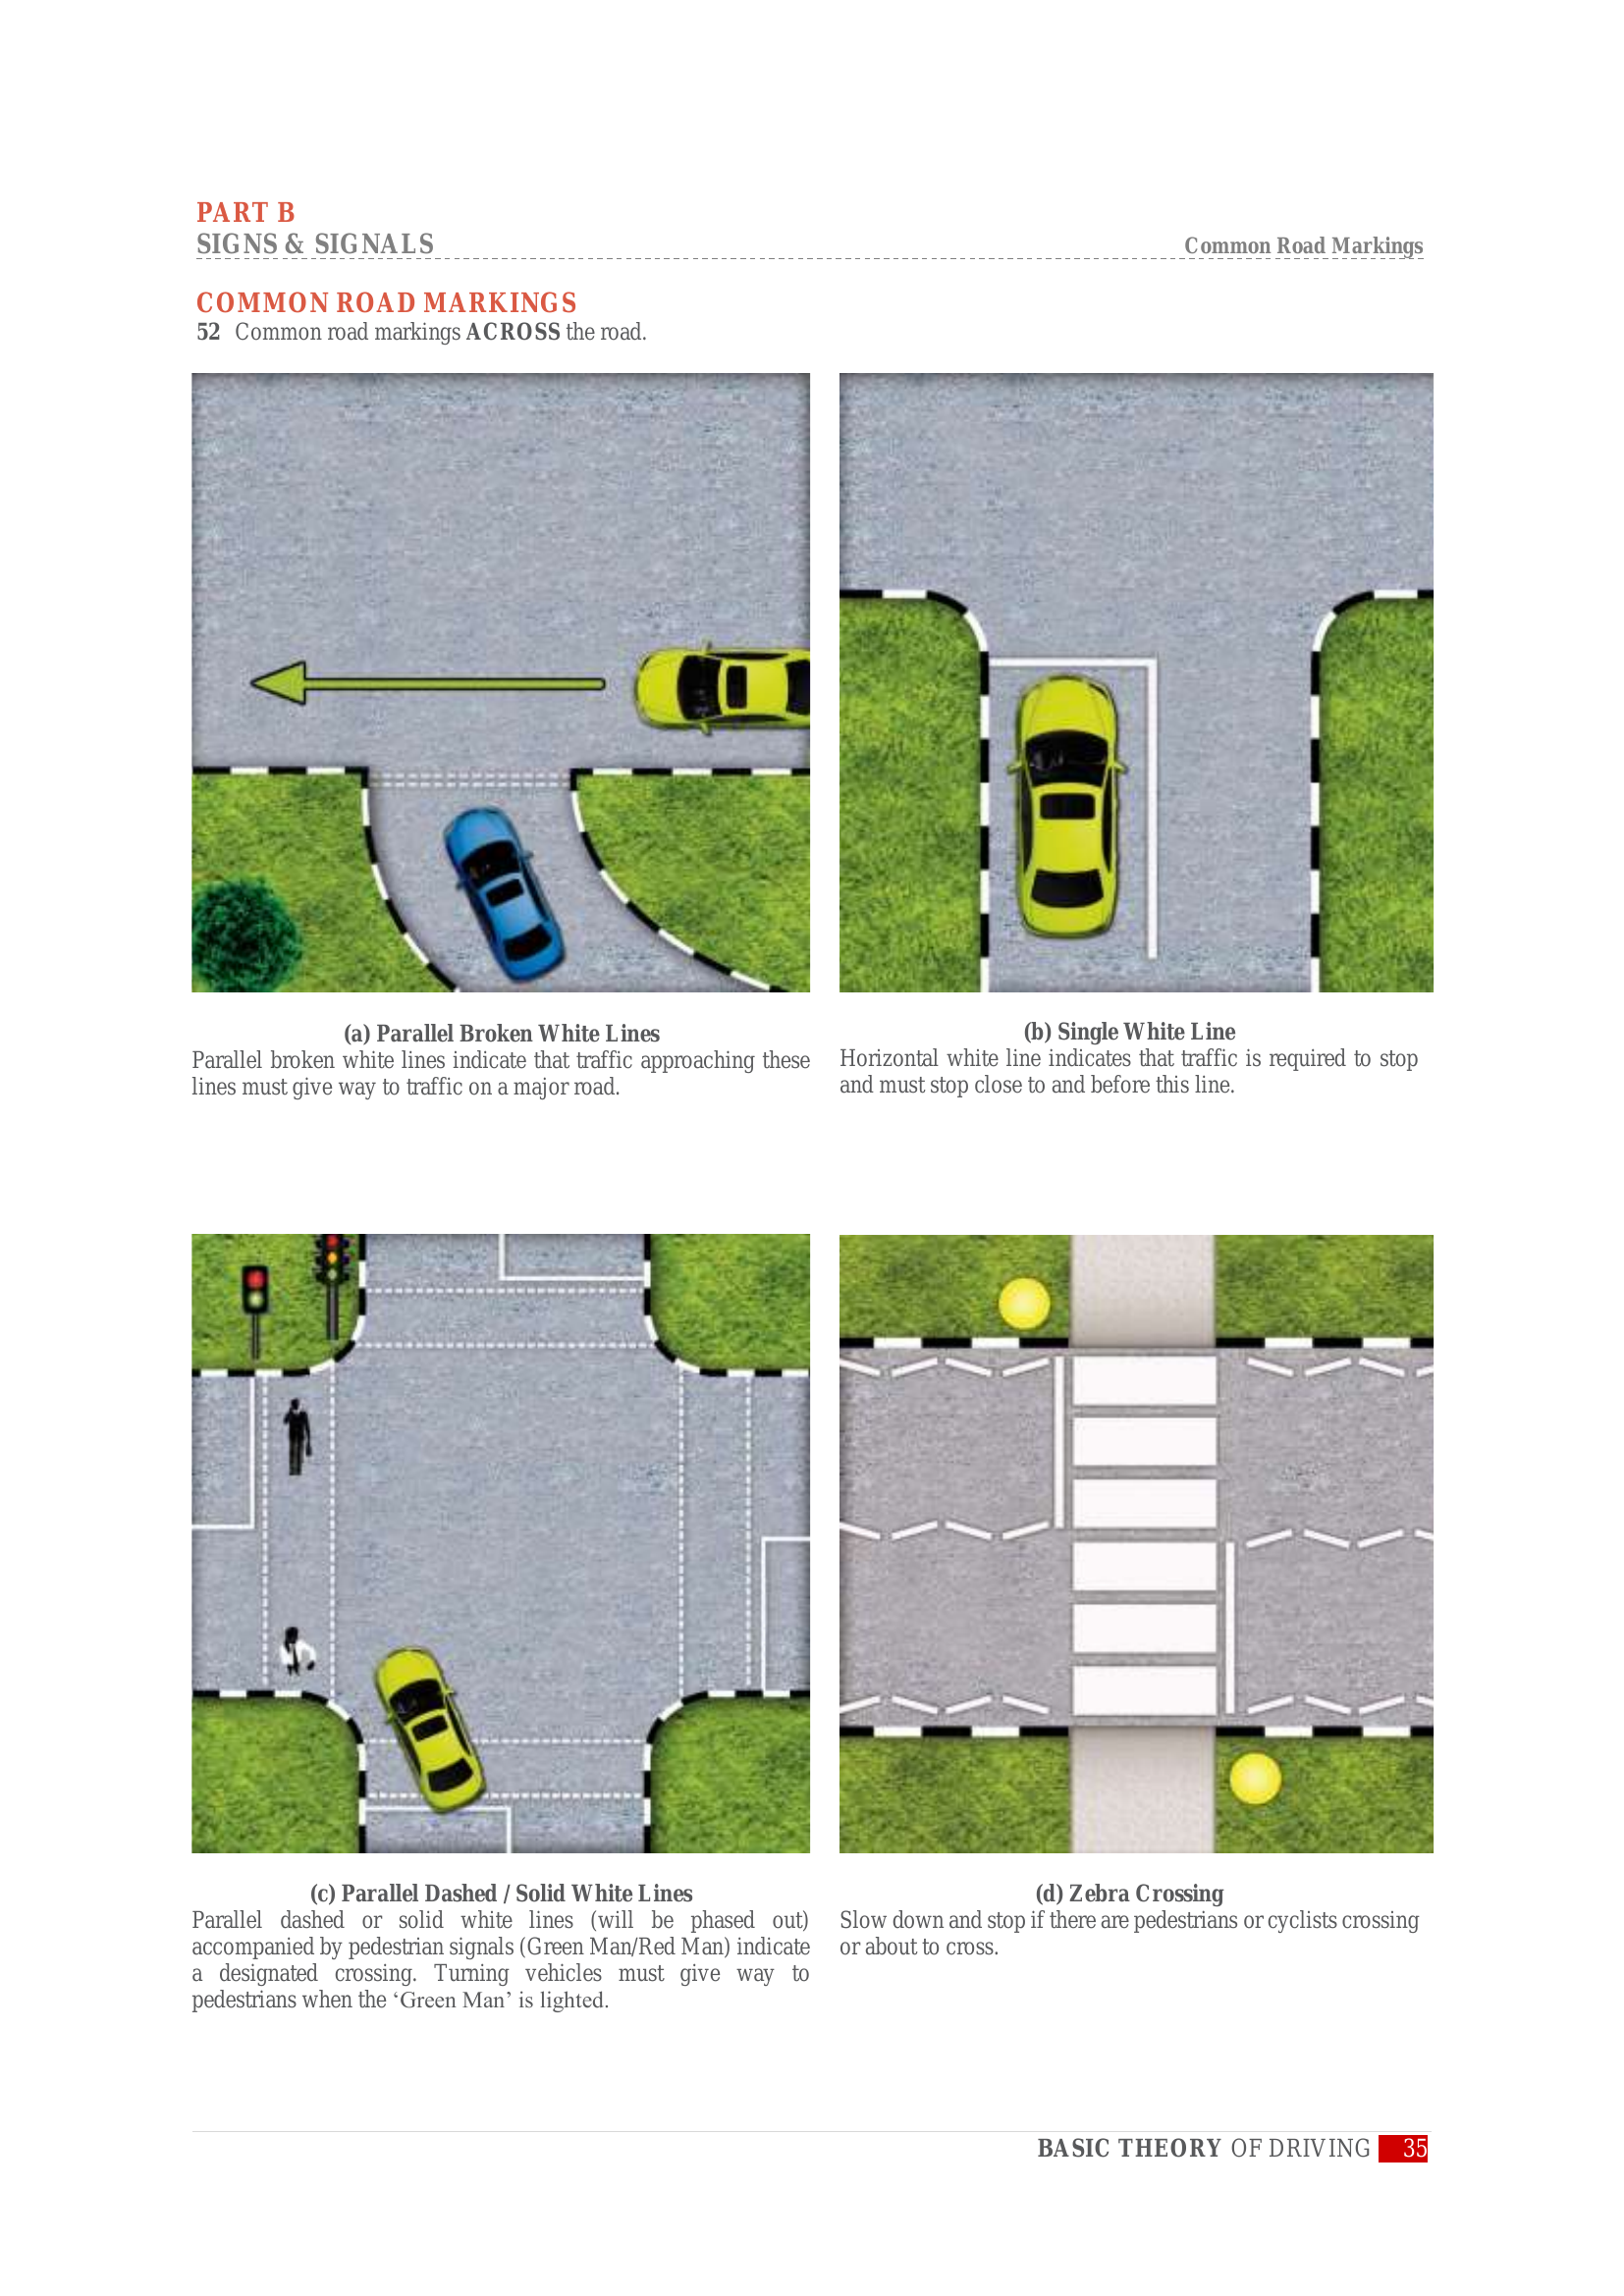 PART B
SIGNS & SIGNALS
Common Road Markings
COMMON ROAD MARKINGS
52 Common road markings ACROSS the road.
(a) Parallel Broken White Lines
Parallel broken white lines indicate that traffic approaching these
lines must give way to traffic on a major road.
(b) Single White Line
Horizontal white line indicates that traffic is required to stop
and must stop close to and before this line.
(c) Parallel Dashed / Solid White Lines
Parallel dashed or solid white lines (will be phased out)
accompanied by pedestrian signals (Green Man/Red Man) indicate
a designated crossing. Turning vehicles must give way to
pedestrians when the ‘Green Man’ is lighted.
(d) Zebra Crossing
Slow down and stop if there are pedestrians or cyclists crossing
or about to cross.
BASIC THEORY OF DRIVING 35